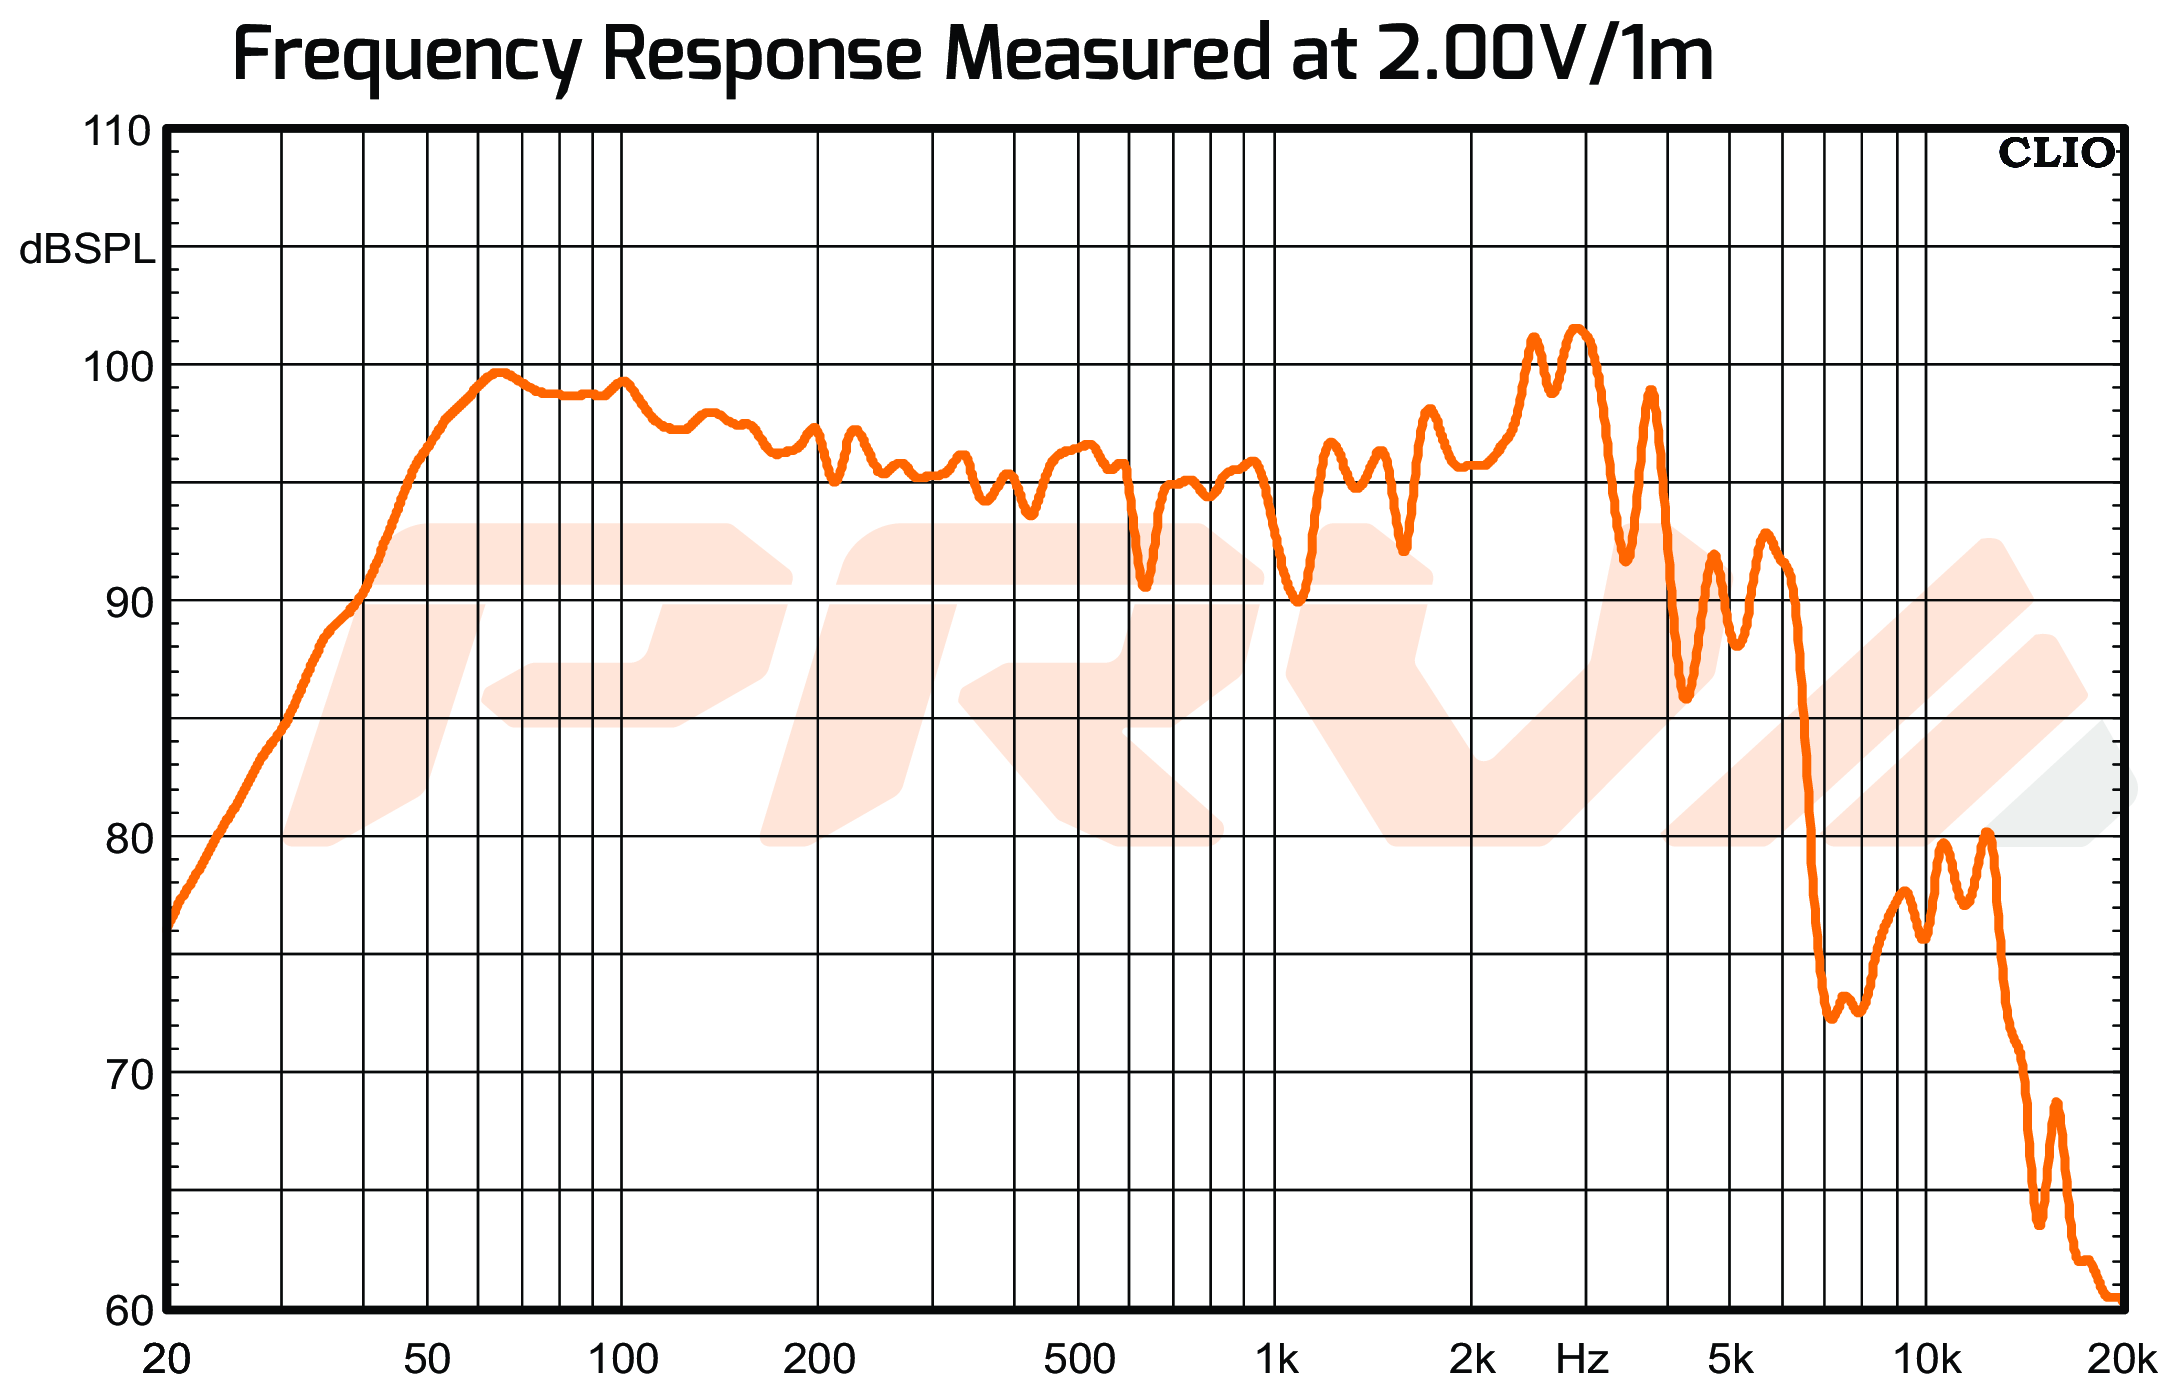 Frequency Response Measured at 2.00V/1m
110
CLIO
dBSPL
100
90
PRV
80
70
60
20 50 100 200 500 1k 2k Hz 5k 10k 20k